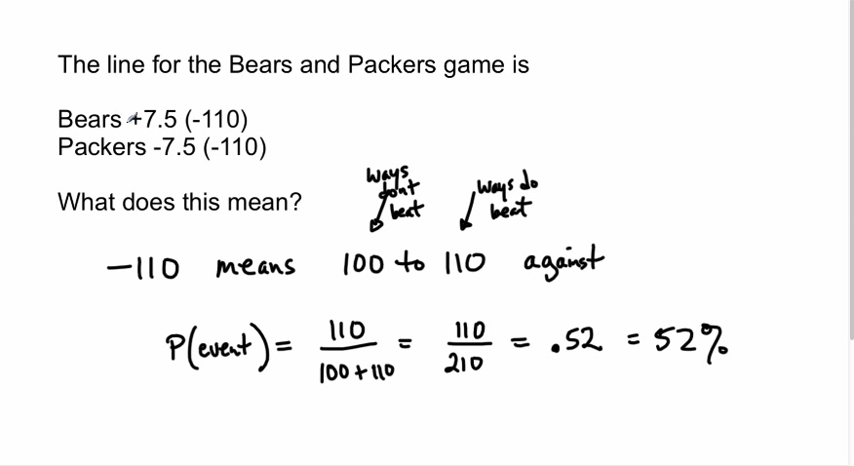 The line for the Bears and Packers game is
Bears +7.5 (-110)
Packers -7.5 (-110)
What does this mean?
ways
don't
beat
ways do
beat
-110 means 100 to 110 against
P(event) = 110 / 100 + 110 = 110 / 210 = .52 = 52%